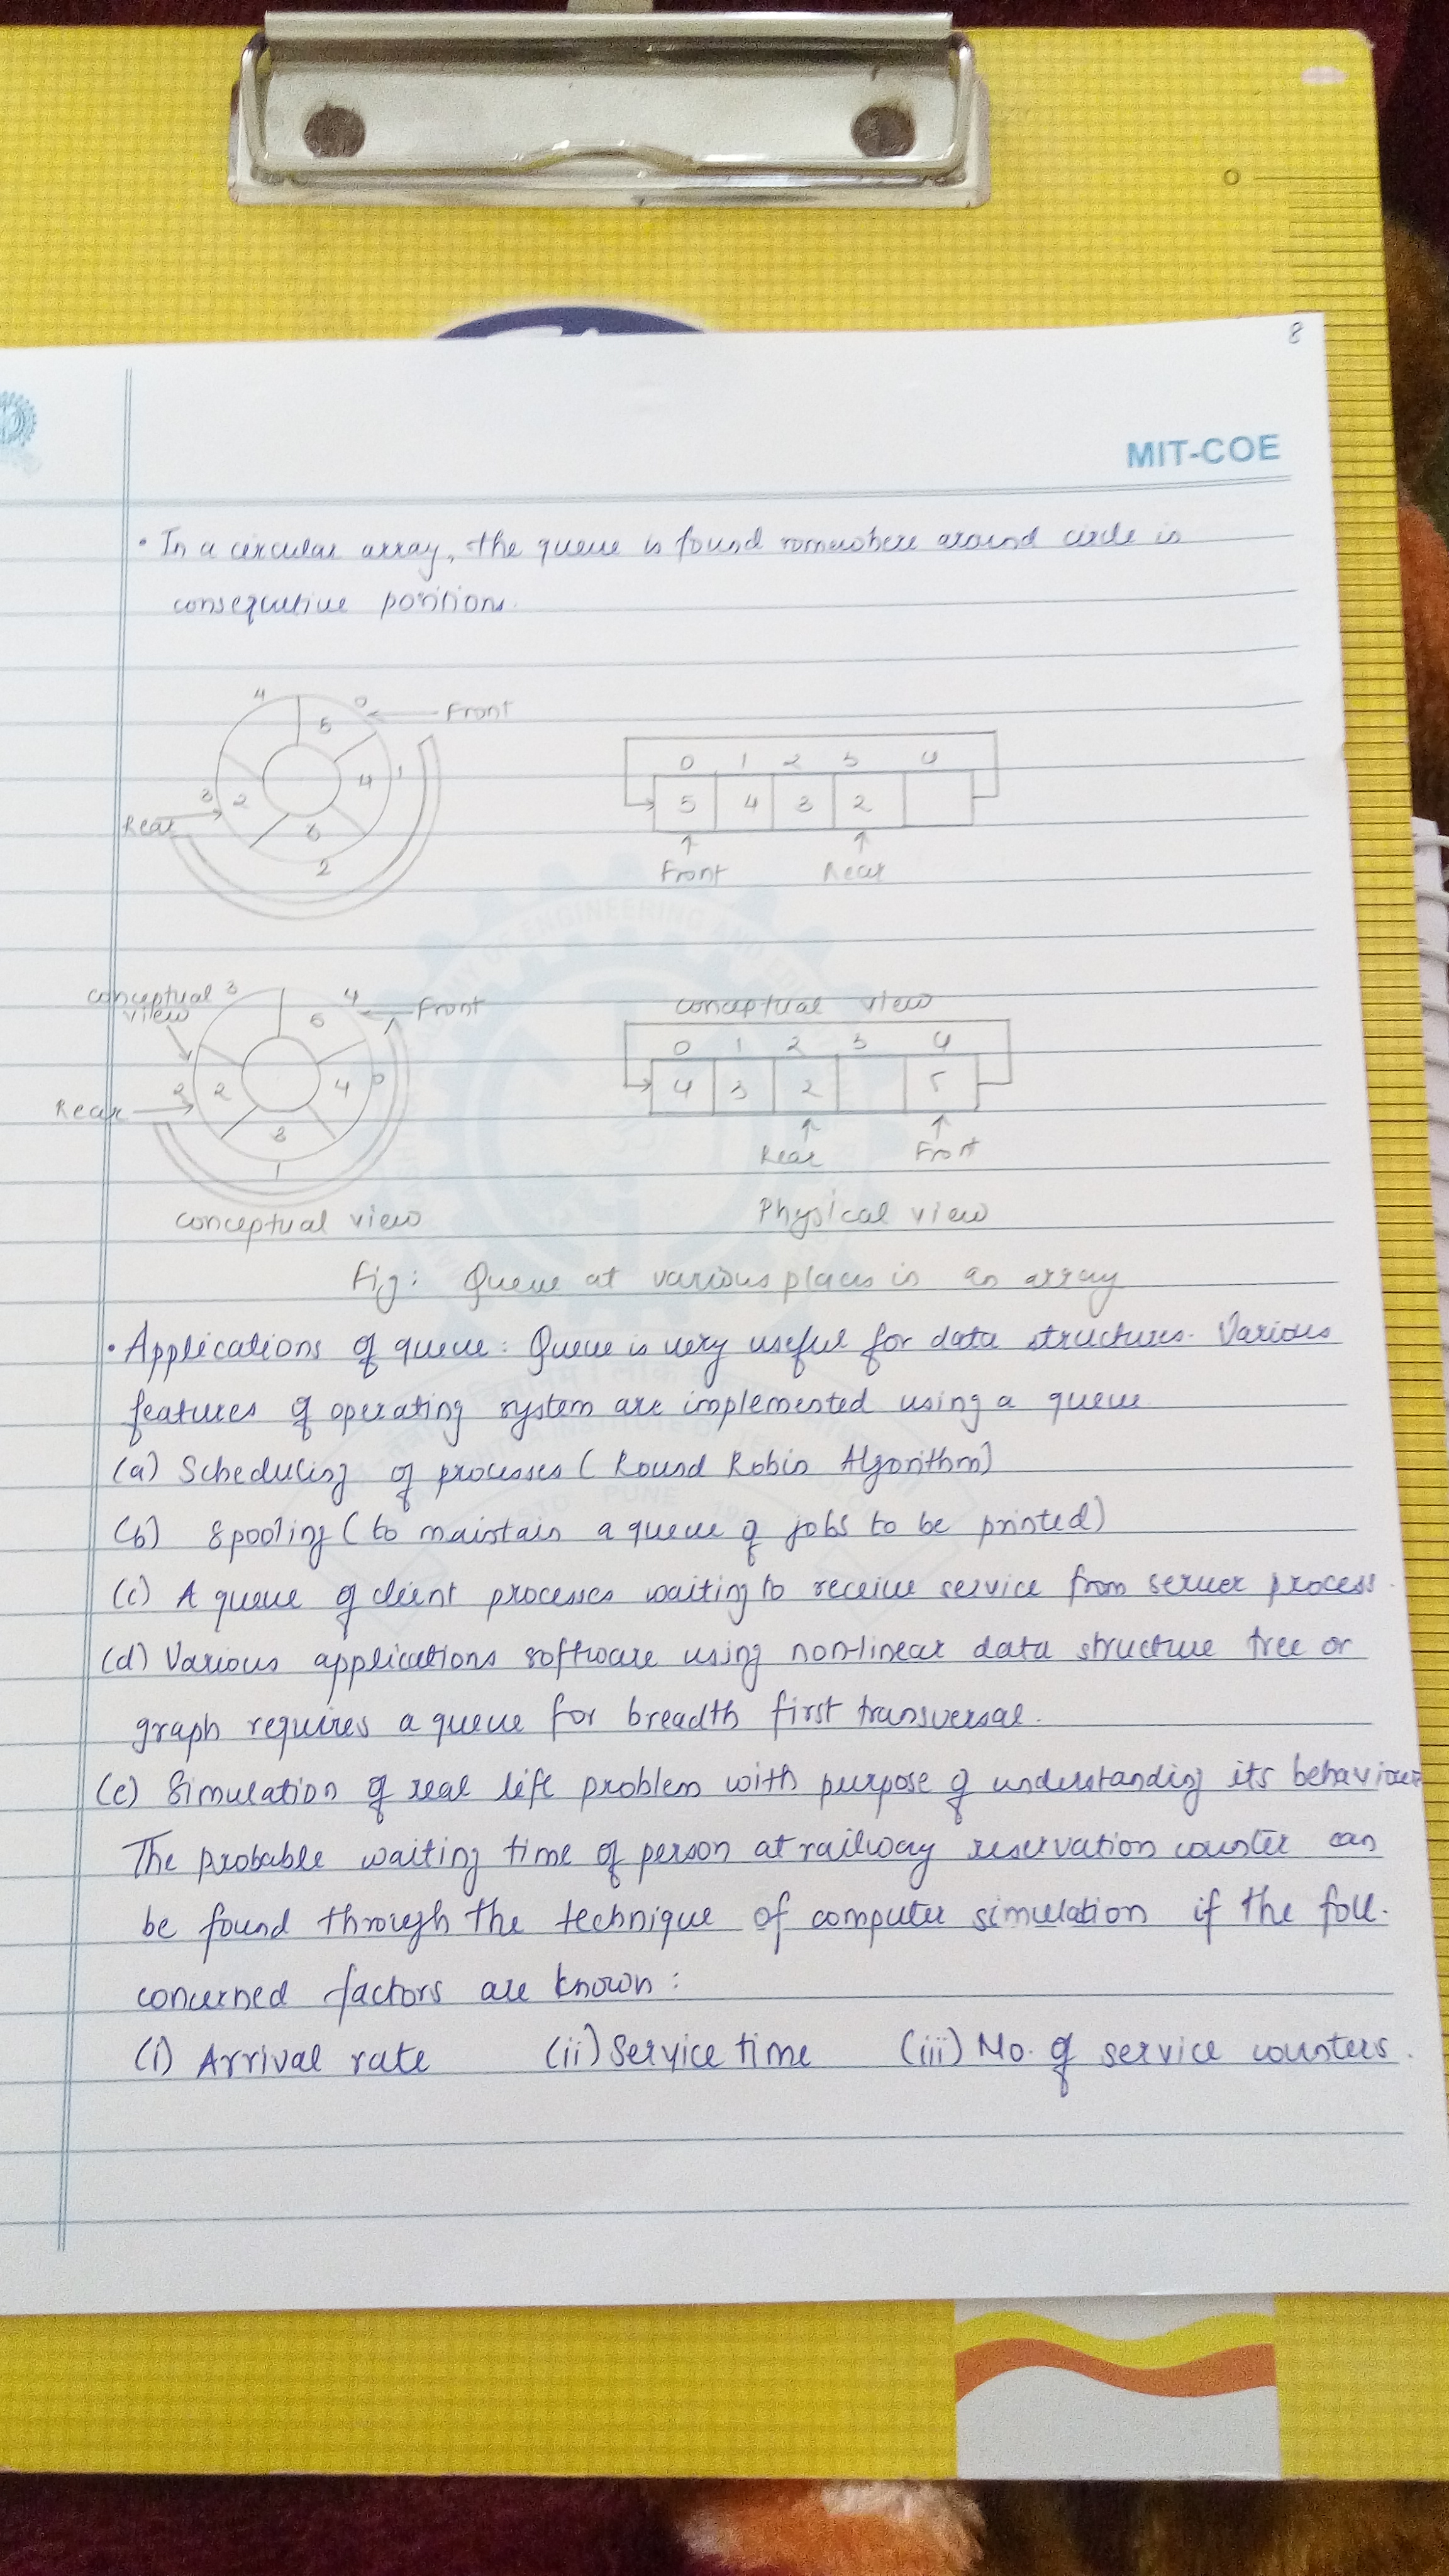 8
MIT-COE
• In a circular array, the queue is found somewhere around circle in
consequtive positions.
4 0 ← Front
5
4 1
3 2
Rear
3
2
0 1 2 3 4
5 4 3 2
↑ ↑
Front Rear
conceptual 3 4 ← Front
view
5
2 2 4 0
Rear
3
1
conceptual view
0 1 2 3 4
4 3 2 5
↑ ↑
Rear Front
conceptual view Physical view
Fig: Queue at various places in an array
• Applications of queue: Queue is very useful for data structures. Various
features of operating system are implemented using a queue
(a) Scheduling of processes (Round Robin Algorithm)
(b) Spooling (to maintain a queue of jobs to be printed)
(c) A queue of client processes waiting to receive service from server process.
(d) Various applications software using non-linear data structure tree or
graph requires a queue for breadth first transversal.
(e) Simulation of real life problem with purpose of understanding its behaviour
The probable waiting time of person at railway reservation counter can
be found through the technique of computer simulation if the foll.
concerned factors are known:
(i) Arrival rate (ii) Service time (iii) No. of service counters.